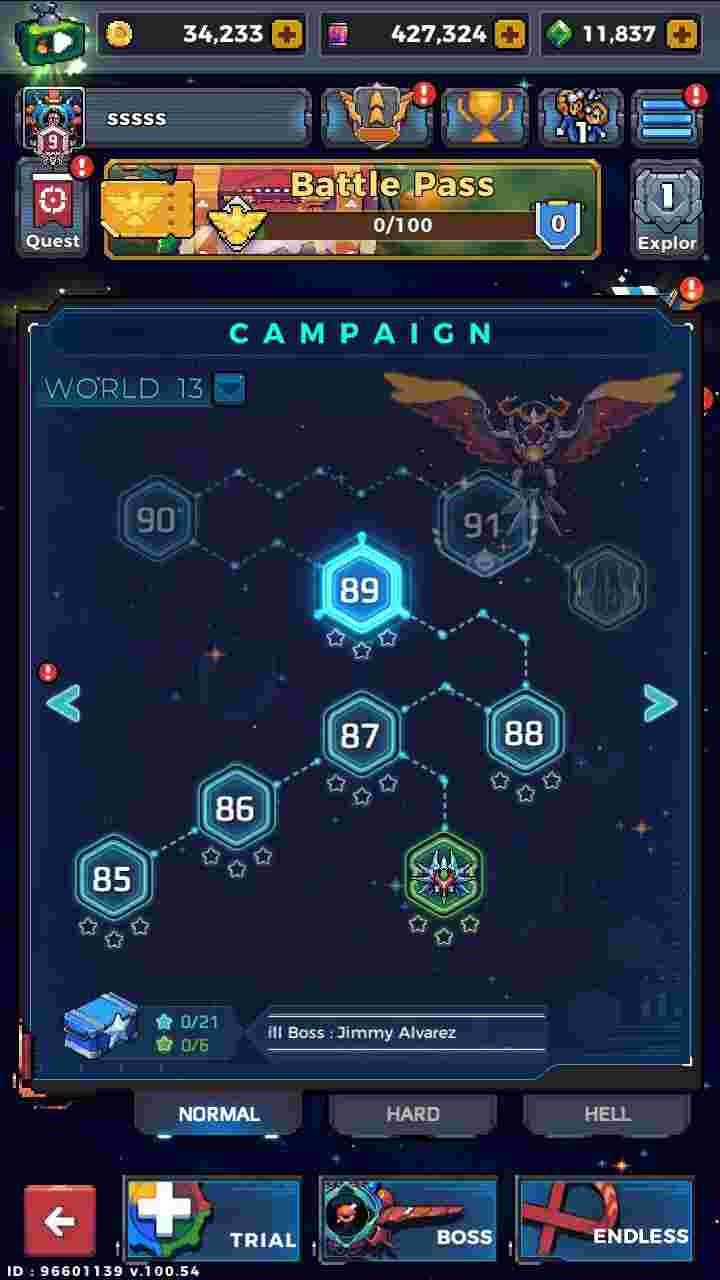 34,233
427,324
11,837
9
sssss
1
Quest
Battle Pass
0/100
0
1
Explor
CAMPAIGN
WORLD 13
90
91
89
87
88
86
85
0/21
0/6
ill Boss : Jimmy Alvarez
NORMAL
HARD
HELL
TRIAL
BOSS
ENDLESS
ID : 96601139 v.100.54